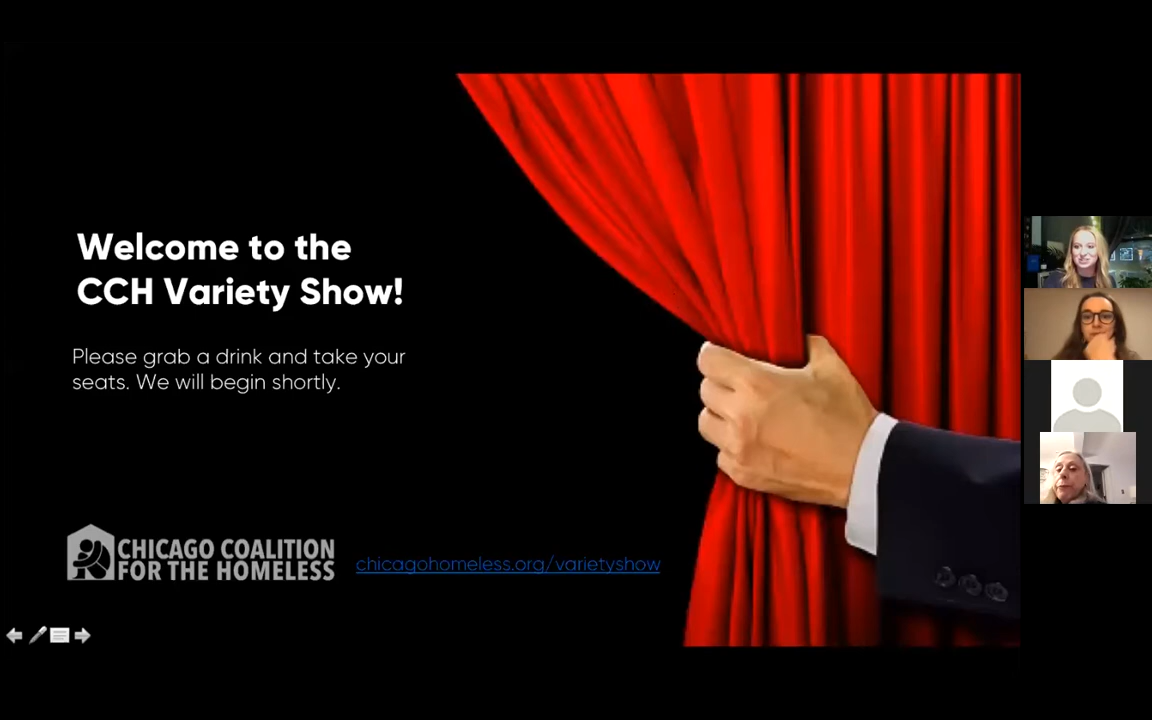 Welcome to the
CCH Variety Show!
Please grab a drink and take your
seats. We will begin shortly.
CHICAGO COALITION
FOR THE HOMELESS
chicagohomeless.org/varietyshow